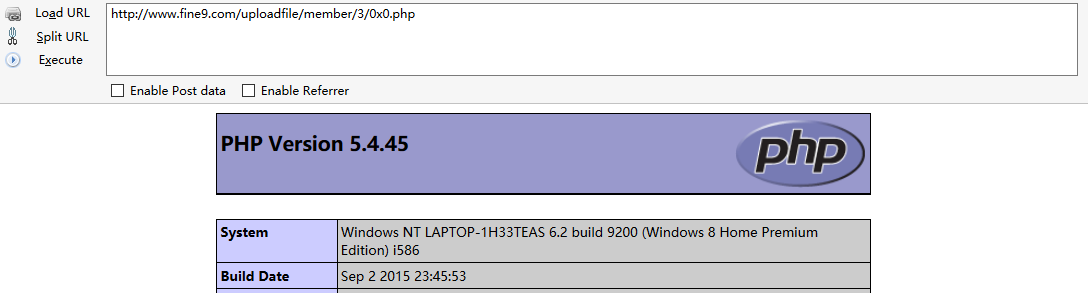 Load URL
http://www.fine9.com/uploadfile/member/3/0x0.php
Split URL
Execute
Enable Post data Enable Referrer
PHP Version 5.4.45
php
System Windows NT LAPTOP-1H33TEAS 6.2 build 9200 (Windows 8 Home Premium
Edition) i586
Build Date Sep 2 2015 23:45:53